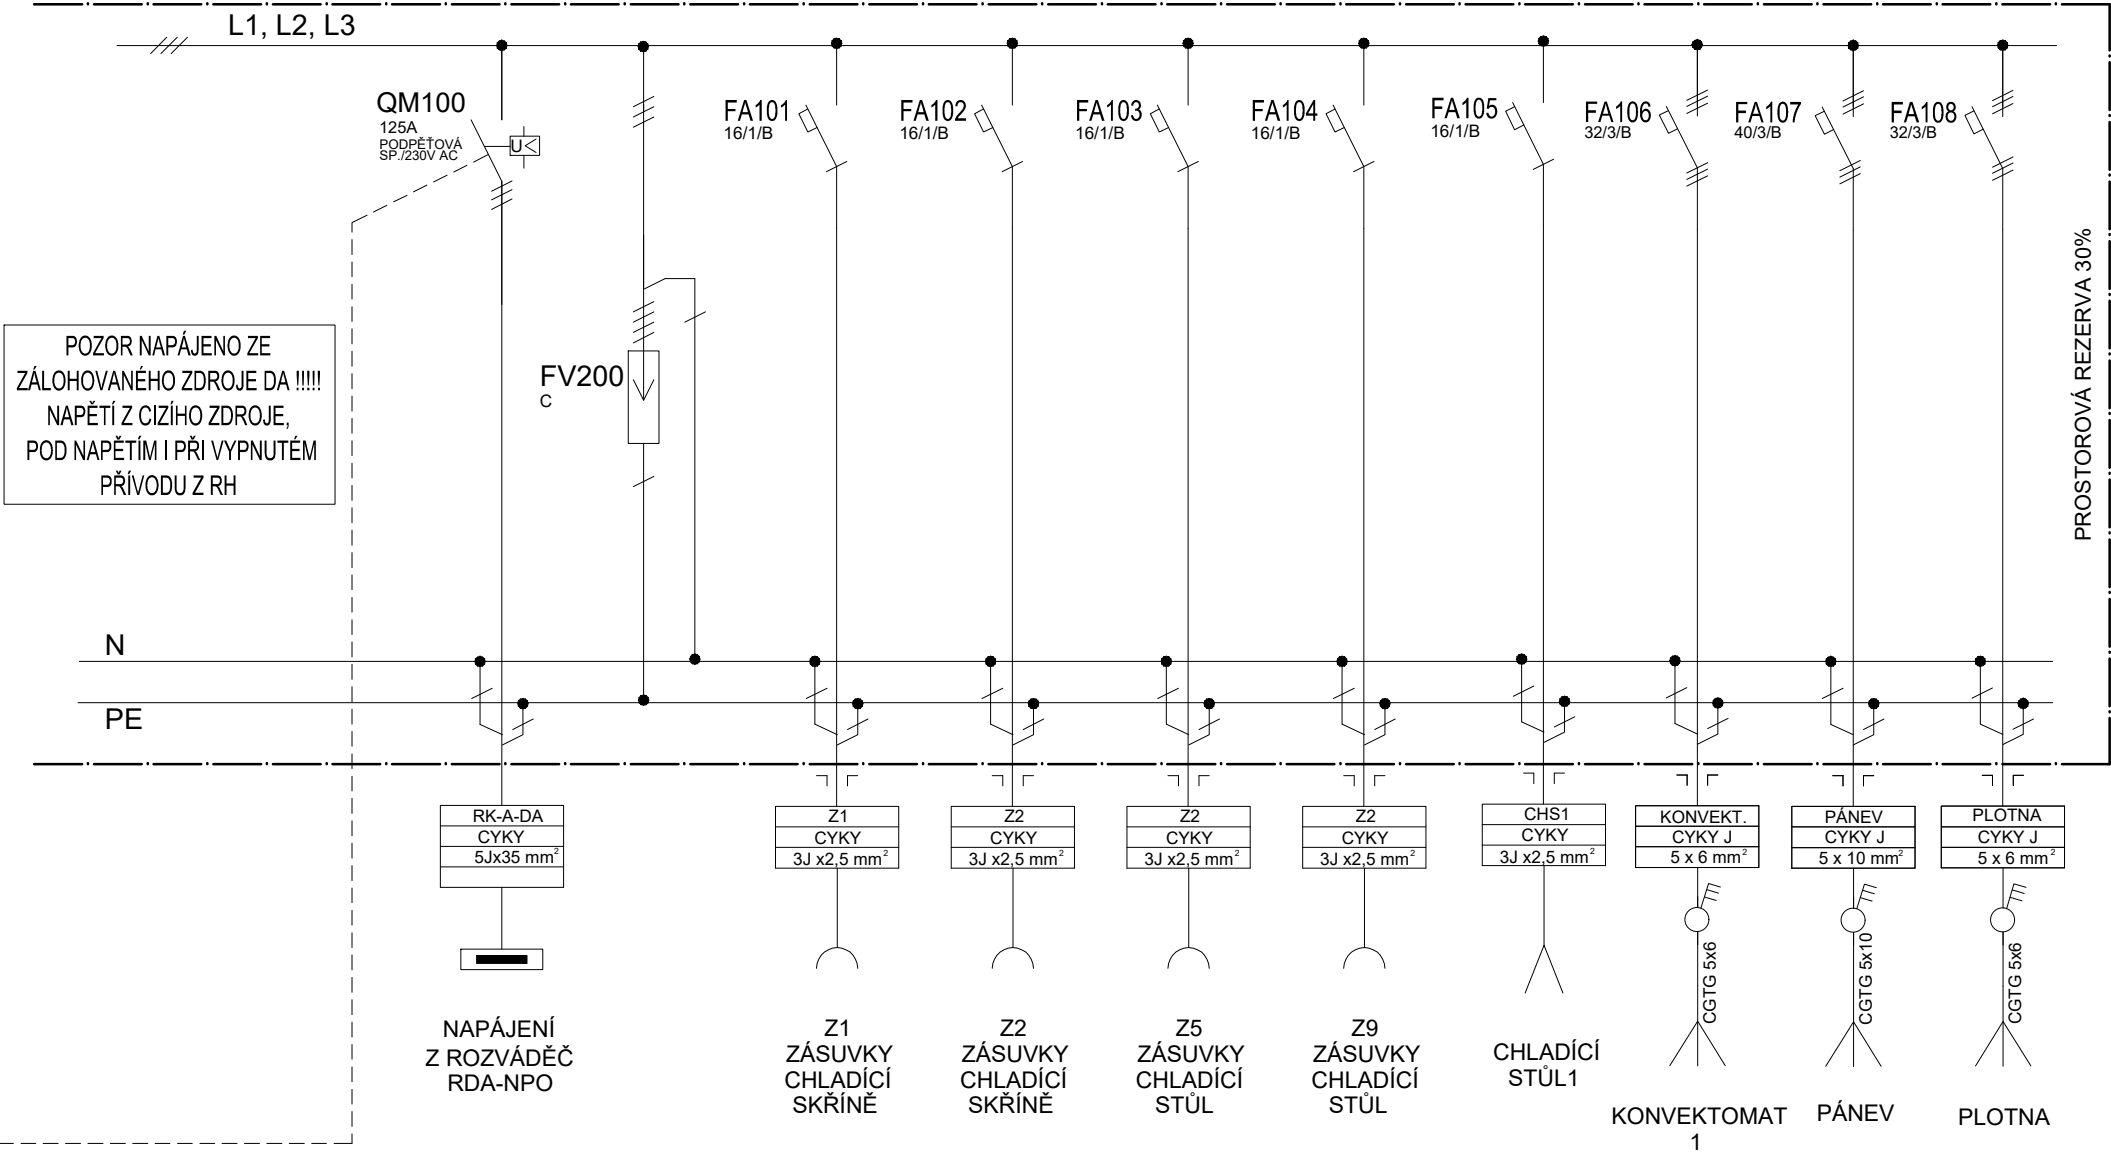 L1, L2, L3
QM100
125A
PODPĚŤOVÁ
SP./230V AC
U<
FV200
C
FA101
16/1/B
FA102
16/1/B
FA103
16/1/B
FA104
16/1/B
FA105
16/1/B
FA106
32/3/B
FA107
40/3/B
FA108
32/3/B
PROSTOROVÁ REZERVA 30%
POZOR NAPÁJENO ZE
ZÁLOHOVANÉHO ZDROJE DA !!!!!
NAPĚTÍ Z CIZÍHO ZDROJE,
POD NAPĚTÍM I PŘI VYPNUTÉM
PŘÍVODU Z RH
N
PE
RK-A-DA
CYKY
5Jx35 mm²
Z1
CYKY
3J x2,5 mm²
Z2
CYKY
3J x2,5 mm²
Z2
CYKY
3J x2,5 mm²
Z2
CYKY
3J x2,5 mm²
CHS1
CYKY
3J x2,5 mm²
KONVEKT.
CYKY J
5 x 6 mm²
PÁNEV
CYKY J
5 x 10 mm²
PLOTNA
CYKY J
5 x 6 mm²
CGTG 5x6
CGTG 5x10
CGTG 5x6
NAPÁJENÍ
Z ROZVÁDĚČ
RDA-NPO
Z1
ZÁSUVKY
CHLADÍCÍ
SKŘÍNĚ
Z2
ZÁSUVKY
CHLADÍCÍ
SKŘÍNĚ
Z5
ZÁSUVKY
CHLADÍCÍ
STŮL
Z9
ZÁSUVKY
CHLADÍCÍ
STŮL
CHLADÍCÍ
STŮL1
KONVEKTOMAT
1
PÁNEV
PLOTNA